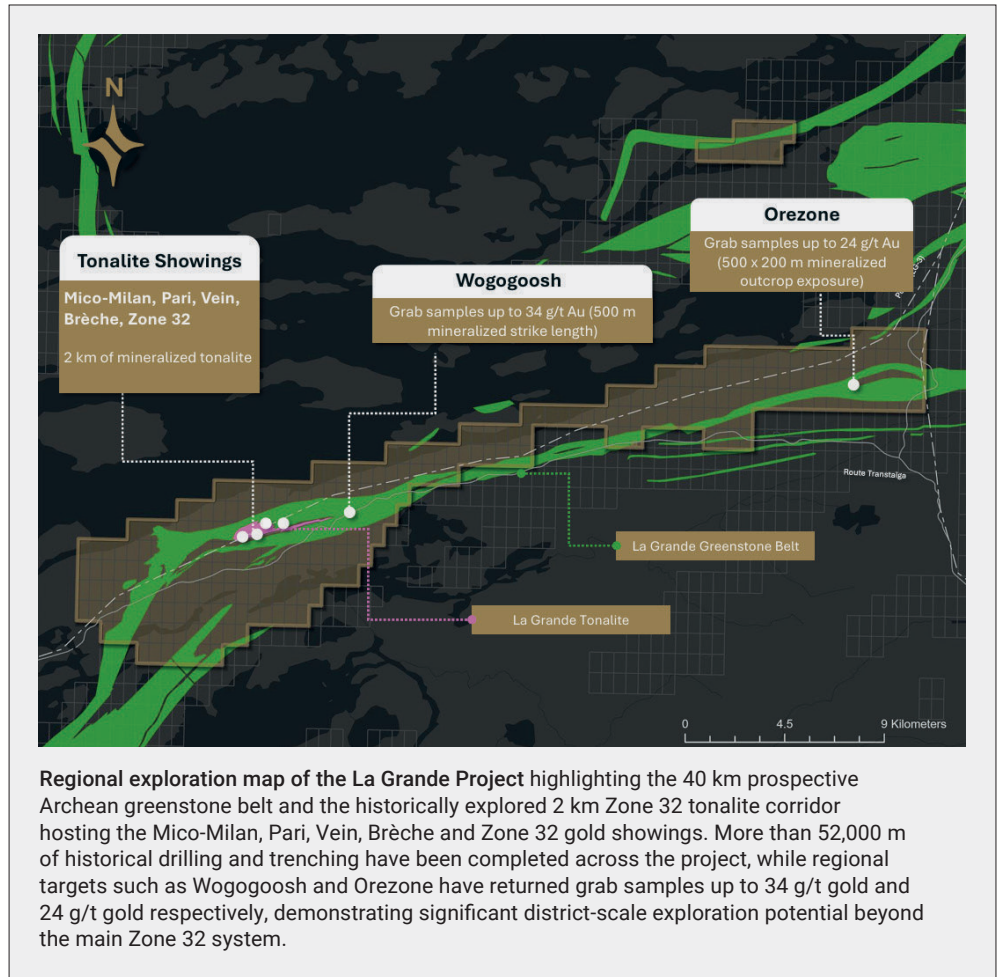 N
Orezone
Grab samples up to 24 g/t Au
(500 x 200 m mineralized
outcrop exposure)
Tonalite Showings
Mico-Milan, Pari, Vein,
Brèche, Zone 32
2 km of mineralized tonalite
Wogogoosh
Grab samples up to 34 g/t Au (500 m
mineralized strike length)
Route Transtaiga
La Grande Greenstone Belt
La Grande Tonalite
0 4.5 9 Kilometers
Regional exploration map of the La Grande Project highlighting the 40 km prospective
Archean greenstone belt and the historically explored 2 km Zone 32 tonalite corridor
hosting the Mico-Milan, Pari, Vein, Brèche and Zone 32 gold showings. More than 52,000 m
of historical drilling and trenching have been completed across the project, while regional
targets such as Wogogoosh and Orezone have returned grab samples up to 34 g/t gold and
24 g/t gold respectively, demonstrating significant district-scale exploration potential beyond
the main Zone 32 system.